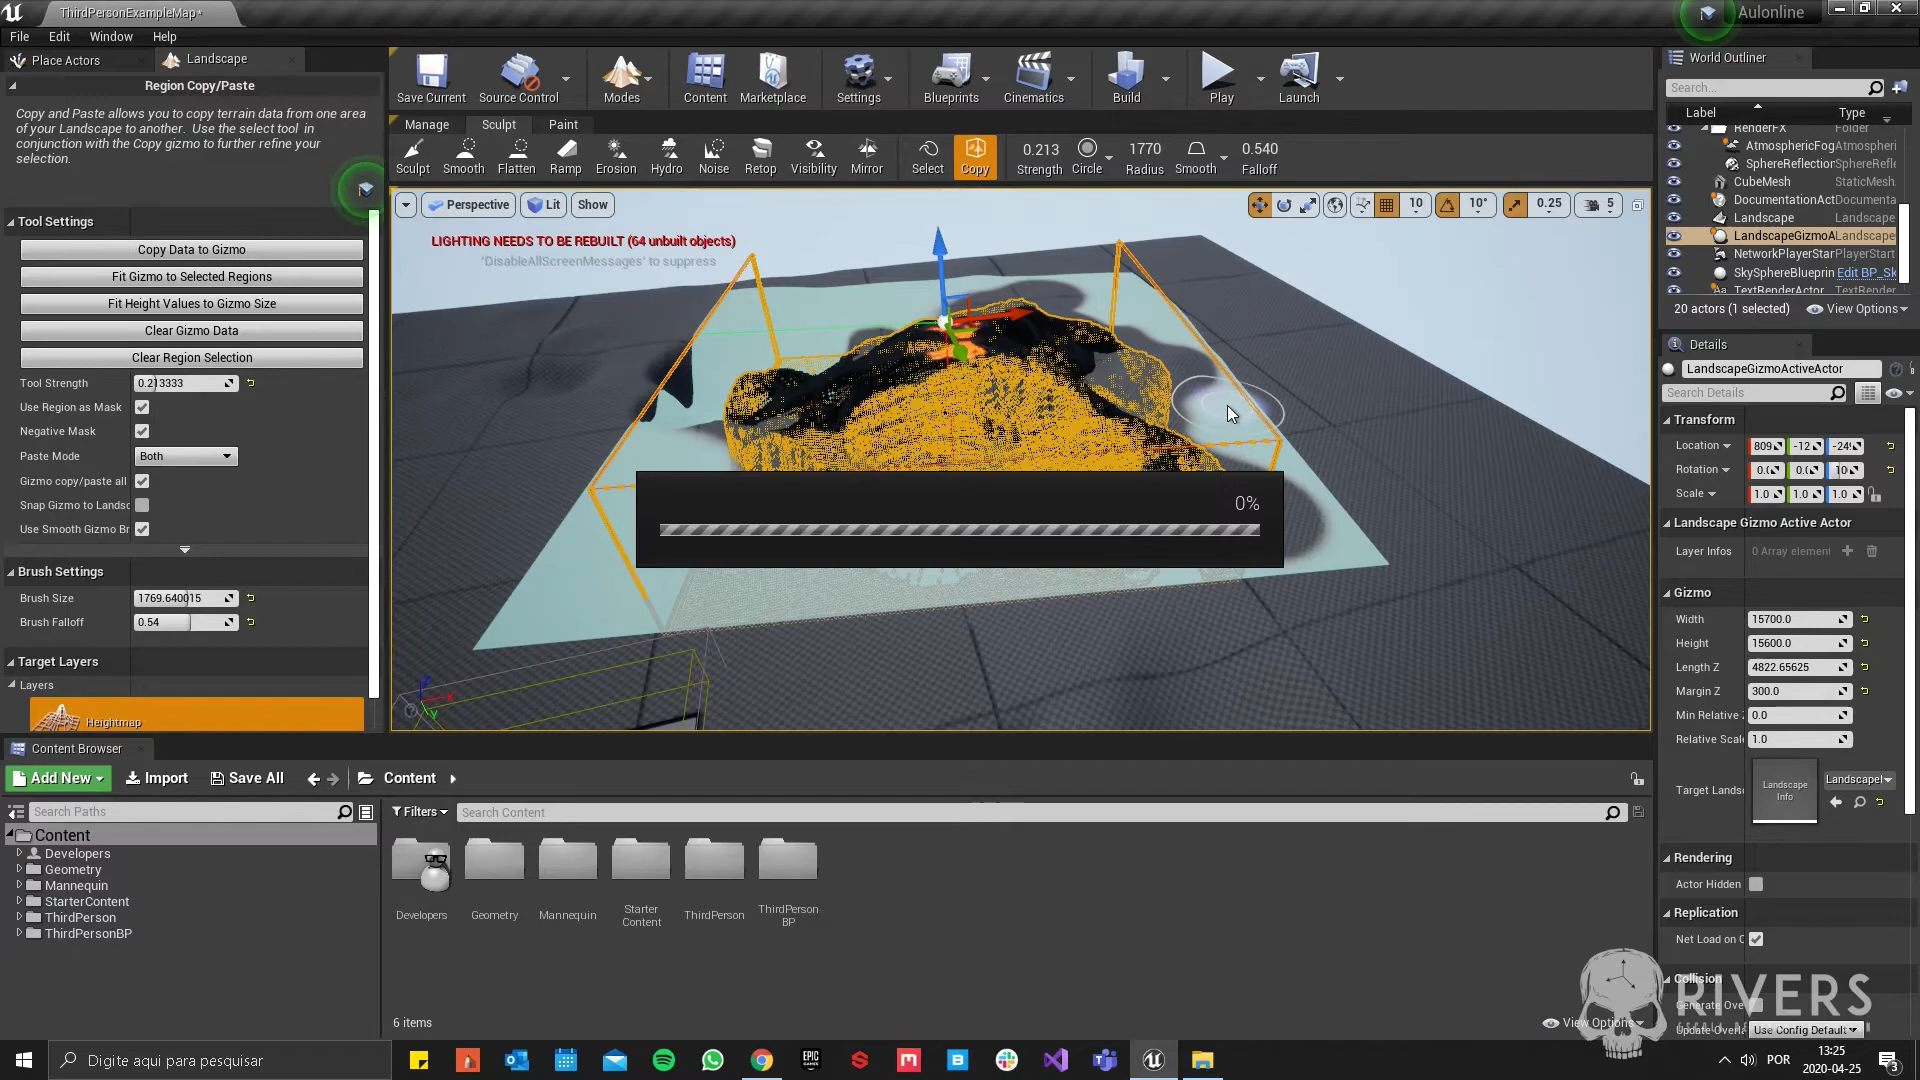 ThirdPersonExampleMap*
Aulonline
File Edit Window Help
Place Actors
Landscape
Region Copy/Paste
Copy and Paste allows you to copy terrain data from one area
of your Landscape to another. Use the select tool in
conjunction with the Copy gizmo to further refine your
selection.
Tool Settings
Copy Data to Gizmo
Fit Gizmo to Selected Regions
Fit Height Values to Gizmo Size
Clear Gizmo Data
Clear Region Selection
Tool Strength 0.213333
Use Region as Mask
Negative Mask
Paste Mode Both
Gizmo copy/paste all
Snap Gizmo to Landsc
Use Smooth Gizmo Br
Brush Settings
Brush Size 1769.640015
Brush Falloff 0.54
Target Layers
Layers
Heightmap
Save Current Source Control Modes Content Marketplace Settings Blueprints Cinematics Build Play Launch
Manage Sculpt Paint
Sculpt Smooth Flatten Ramp Erosion Hydro Noise Retop Visibility Mirror Select Copy
0.213 1770 0.540
Strength Circle Radius Smooth Falloff
Perspective Lit Show
10 10° 0.25 5
LIGHTING NEEDS TO BE REBUILT (64 unbuilt objects)
'DisableAllScreenMessages' to suppress
0%
Z X Y
World Outliner
Search...
Label Type
RenderFX Folder
AtmosphericFog Atmospheri
SphereReflection SphereRefle
CubeMesh StaticMesh
DocumentationAct Documenta
Landscape Landscape
LandscapeGizmoA Landscape
NetworkPlayerStar PlayerStart
SkySphereBlueprin Edit BP_Sk
TextRenderActor TextRender
20 actors (1 selected) View Options
Details
LandscapeGizmoActiveActor
Search Details
Transform
Location 809 -12 -249
Rotation 0.0 0.0 10
Scale 1.0 1.0 1.0
Landscape Gizmo Active Actor
Layer Infos 0 Array element
Gizmo
Width 15700.0
Height 15600.0
Length Z 4822.65625
Margin Z 300.0
Min Relative Z 0.0
Relative Scale 1.0
Target Landsc
Landscape
Info
LandscapeI
Rendering
Actor Hidden
Replication
Net Load on C
Collision
Generate Ove
Update Overla Use Config Default
Content Browser
Add New Import Save All Content
Search Paths
Filters Search Content
Content
Developers
Geometry
Mannequin
StarterContent
ThirdPerson
ThirdPersonBP
Developers Geometry Mannequin Starter
Content ThirdPerson ThirdPerson
BP
6 items
View Options
RIVERS
Digite aqui para pesquisar
EPIC
GAMES
POR
13:25
2020-04-25
3